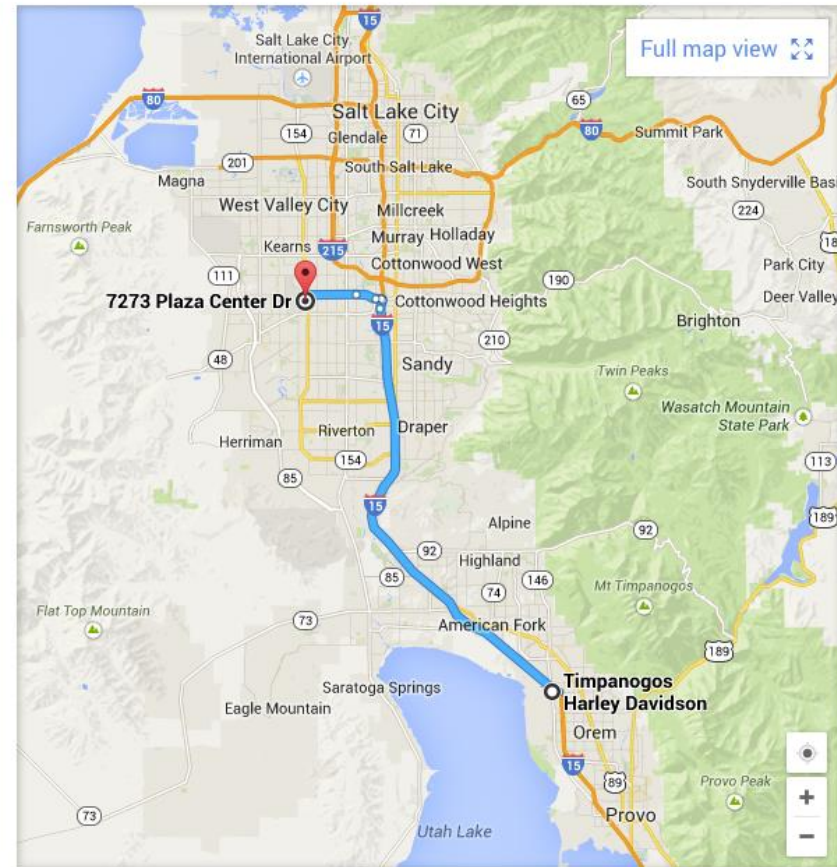 15
Salt Lake City
International Airport
Full map view
80
65
Salt Lake City
154
Glendale
71
80
Summit Park
201
South Salt Lake
Magna
South Snyderville Bas
West Valley City
Millcreek
224
Farnsworth Peak
Murray
Holladay
18
Kearns
215
Cottonwood West
Park City
111
190
7273 Plaza Center Dr
Cottonwood Heights
Deer Valley
15
Brighton
210
48
Sandy
Twin Peaks
Wasatch Mountain
State Park
Riverton
Draper
Herriman
154
113
85
15
189
Alpine
92
92
Highland
85
146
74
Mt Timpanogos
Flat Top Mountain
73
American Fork
189
Timpanogos
Harley Davidson
Saratoga Springs
Eagle Mountain
Orem
15
89
Provo Peak
+
73
Provo
−
Utah Lake